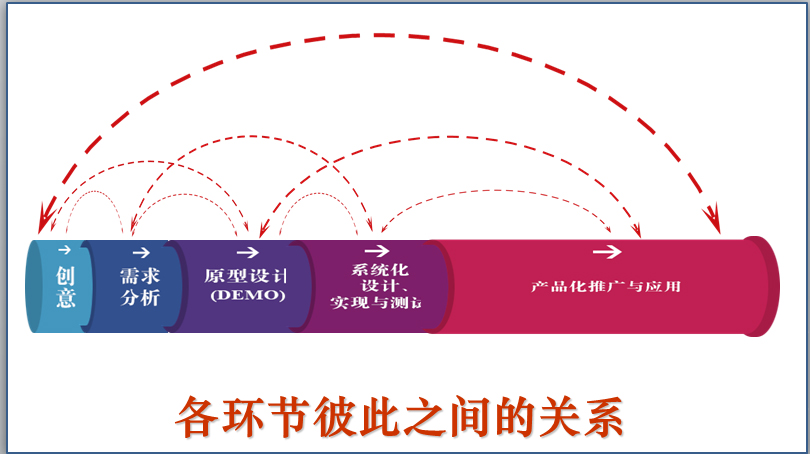 创
意
需求
分析
原型设计
(DEMO)
系统化
设计、
实现与测试
产品化推广与应用
各环节彼此之间的关系